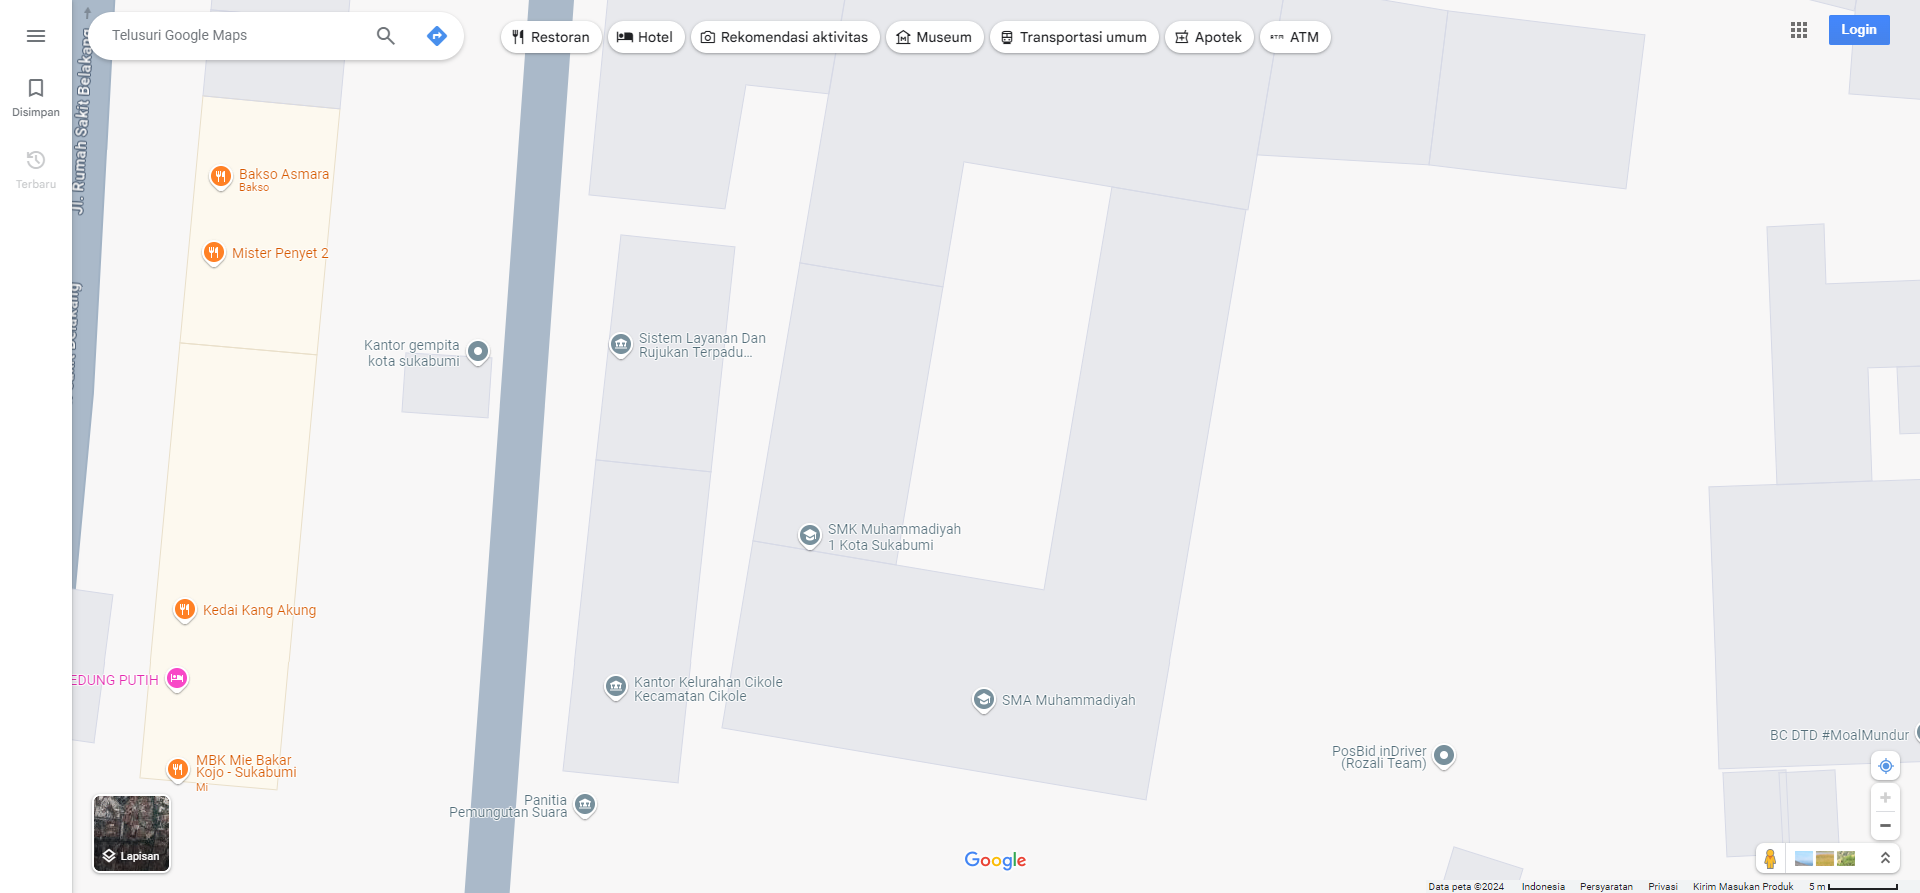 Telusuri Google Maps
Restoran
Hotel
Rekomendasi aktivitas
Museum
Transportasi umum
Apotek
ATM
Login
Disimpan
Terbaru
Jl. Rumah Sakit Belakang
Bakso Asmara
Bakso
Mister Penyet 2
Kantor gempita
kota sukabumi
Sistem Layanan Dan
Rujukan Terpadu...
SMK Muhammadiyah
1 Kota Sukabumi
Kedai Kang Akung
EDUNG PUTIH
Kantor Kelurahan Cikole
Kecamatan Cikole
SMA Muhammadiyah
BC DTD #MoalMundur
PosBid inDriver
(Rozali Team)
MBK Mie Bakar
Kojo - Sukabumi
Mi
Panitia
Pemungutan Suara
Lapisan
Google
Data peta ©2024
Indonesia
Persyaratan
Privasi
Kirim Masukan Produk
5 m